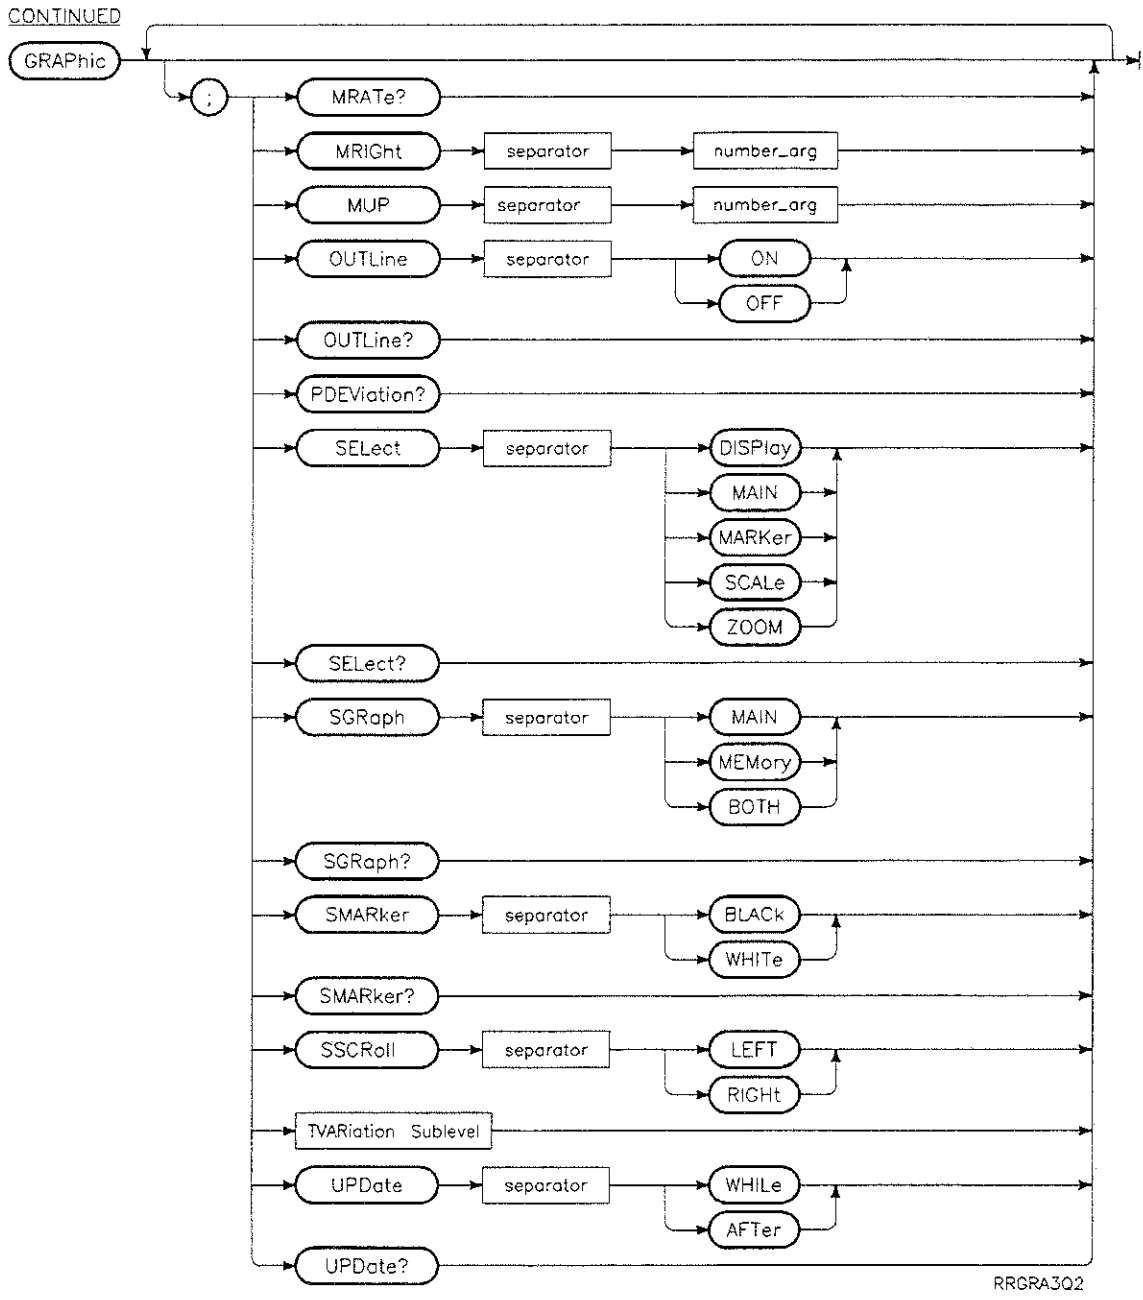 CONTINUED
GRAPhic
;
MRATe?
MRIGht separator number_arg
MUP separator number_arg
OUTLine separator ON
OFF
OUTLine?
PDEViation?
SELect separator DISPlay
MAIN
MARKer
SCALe
ZOOM
SELect?
SGRaph separator MAIN
MEMory
BOTH
SGRaph?
SMARker separator BLACk
WHITe
SMARker?
SSCRoll separator LEFT
RIGHt
TVARiation Sublevel
UPDate separator WHILe
AFTer
UPDate?
RRGRA3Q2